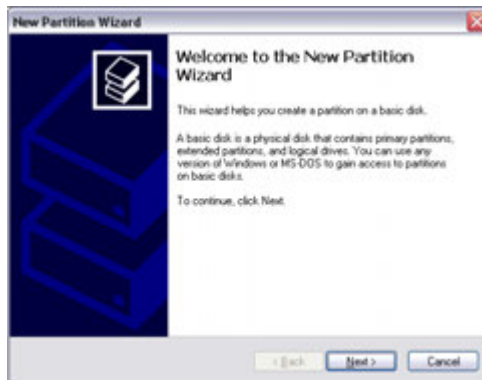 New Partition Wizard
Welcome to the New Partition
Wizard
This wizard helps you create a partition on a basic disk.
A basic disk is a physical disk that contains primary partitions,
extended partitions, and logical drives. You can use any
version of Windows or MS-DOS to gain access to partitions
on basic disks.
To continue, click Next.
< Back
Next >
Cancel